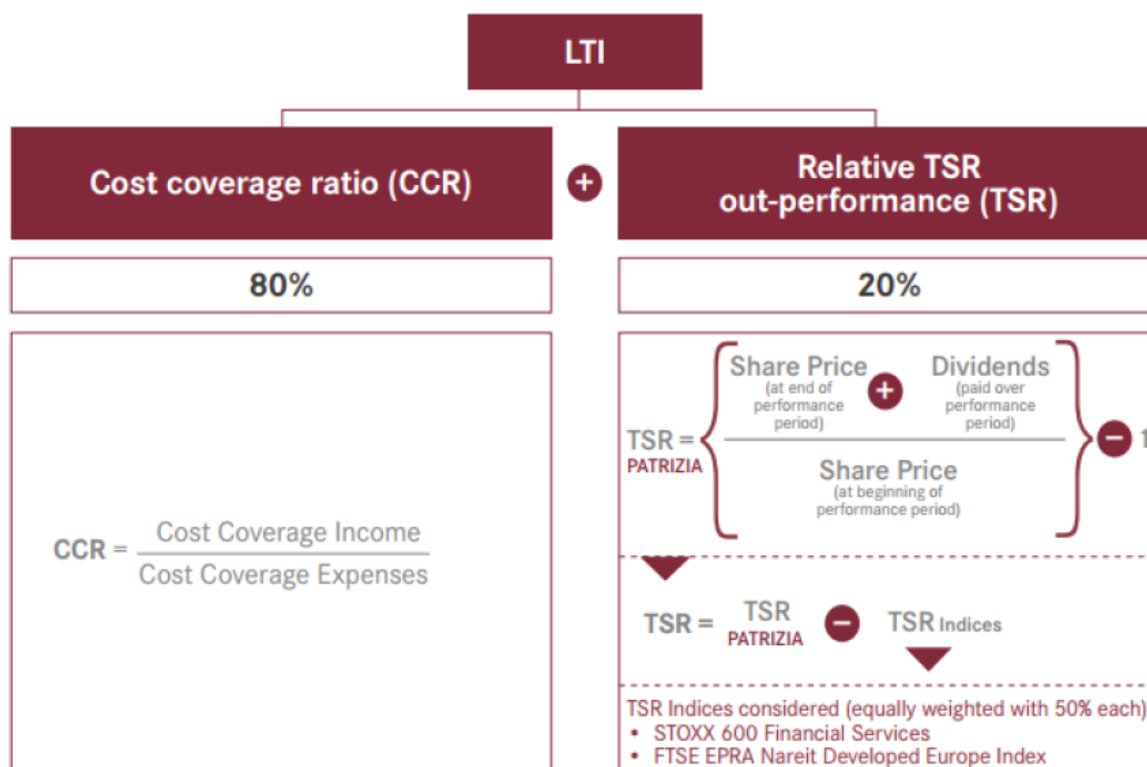 LTI
Cost coverage ratio (CCR)
+
Relative TSR
out-performance (TSR)
80%
20%
CCR =
Cost Coverage Income
Cost Coverage Expenses
TSR =
PATRIZIA
Share Price
(at end of
performance
period)
+
Dividends
(paid over
performance
period)
Share Price
(at beginning of
performance period)
− 1
TSR =
TSR
PATRIZIA
−
TSR Indices
TSR Indices considered (equally weighted with 50% each)
• STOXX 600 Financial Services
• FTSE EPRA Nareit Developed Europe Index